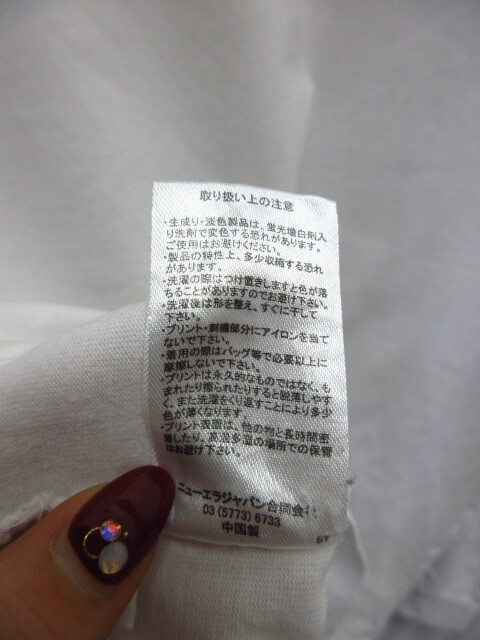 取り扱い上の注意
・生成り・淡色製品は、蛍光増白剤入
り洗剤で変色する恐れがあります。
ご使用はお避けください。
・製品の特性上、多少収縮する恐れ
があります。
・洗濯の際はつけ置きしますと色が落
ちることがありますのでお避け下さい。
・洗濯後は形を整え、すぐに干して
下さい。
・プリント・刺繍部分にアイロンを当て
ないで下さい。
・着用の際はバッグ等で必要以上に
摩擦しないで下さい。
・プリントは永久的なものではなく、も
まれたり擦られたりすると脱落しやす
く、また洗濯をくり返すことにより多少
色が薄くなります。
・プリント表面は、他の物と長時間密
着したり、高温多湿の場所での保管
はお避け下さい。
ニューエラジャパン合同会社
03 (5773) 6733
中国製
ST